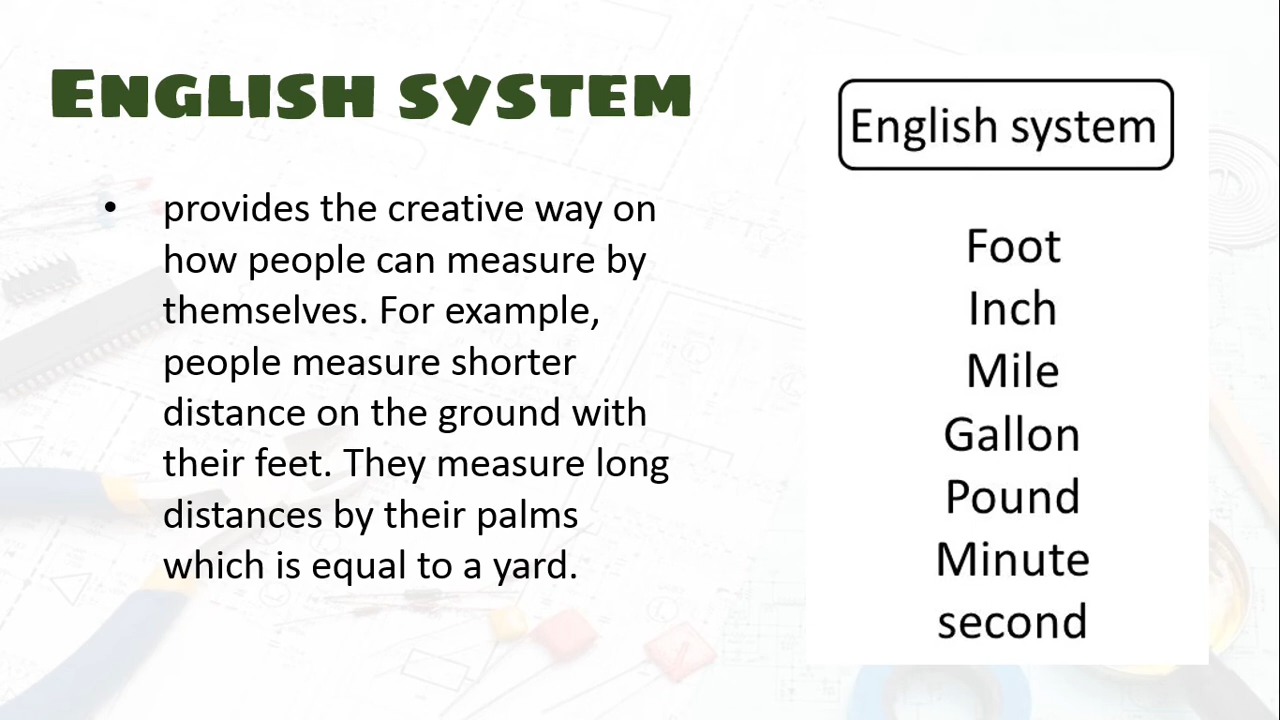 English system
• provides the creative way on
how people can measure by
themselves. For example,
people measure shorter
distance on the ground with
their feet. They measure long
distances by their palms
which is equal to a yard.
English system
Foot
Inch
Mile
Gallon
Pound
Minute
second